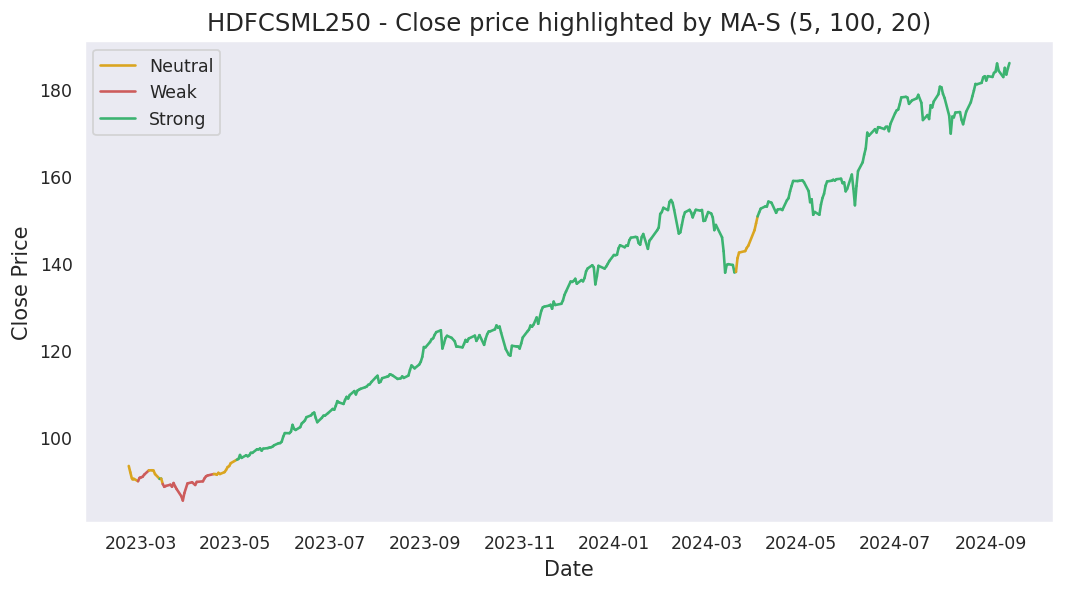 HDFCSML250 - Close price highlighted by MA-S (5, 100, 20)
Neutral
Weak
Strong
180
160
140
120
100
Close Price
2023-03 2023-05 2023-07 2023-09 2023-11 2024-01 2024-03 2024-05 2024-07 2024-09
Date